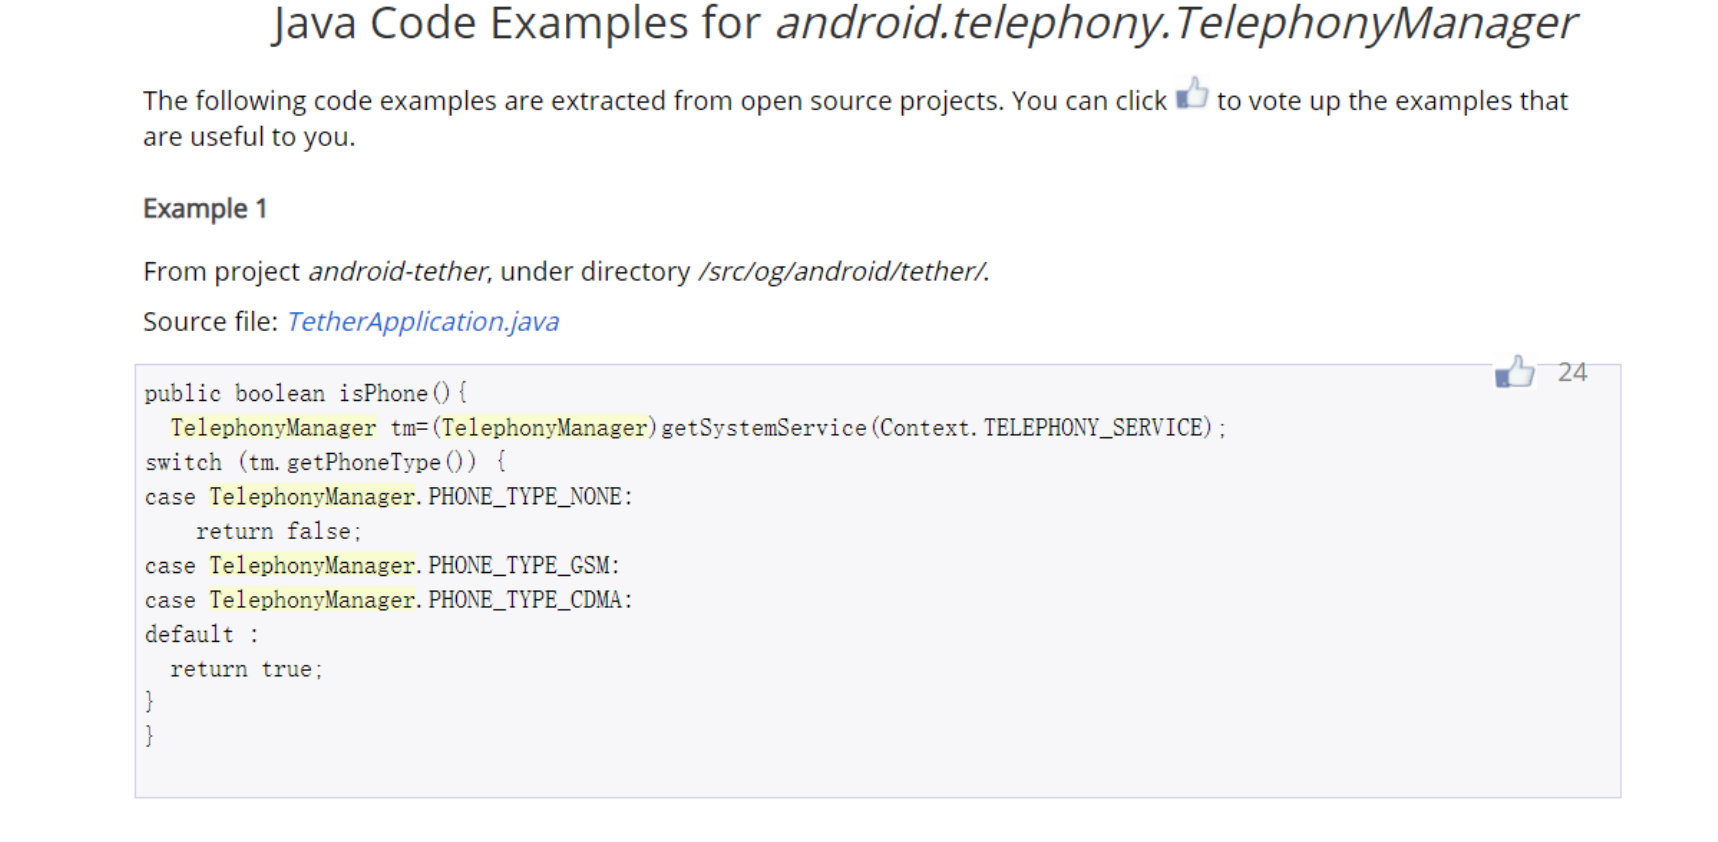 Java Code Examples for android.telephony.TelephonyManager
The following code examples are extracted from open source projects. You can click to vote up the examples that
are useful to you.
Example 1
From project android-tether, under directory /src/og/android/tether/.
Source file: TetherApplication.java
24
public boolean isPhone(){
  TelephonyManager tm=(TelephonyManager)getSystemService(Context.TELEPHONY_SERVICE);
switch (tm.getPhoneType()) {
case TelephonyManager.PHONE_TYPE_NONE:
    return false;
case TelephonyManager.PHONE_TYPE_GSM:
case TelephonyManager.PHONE_TYPE_CDMA:
default :
  return true;
}
}